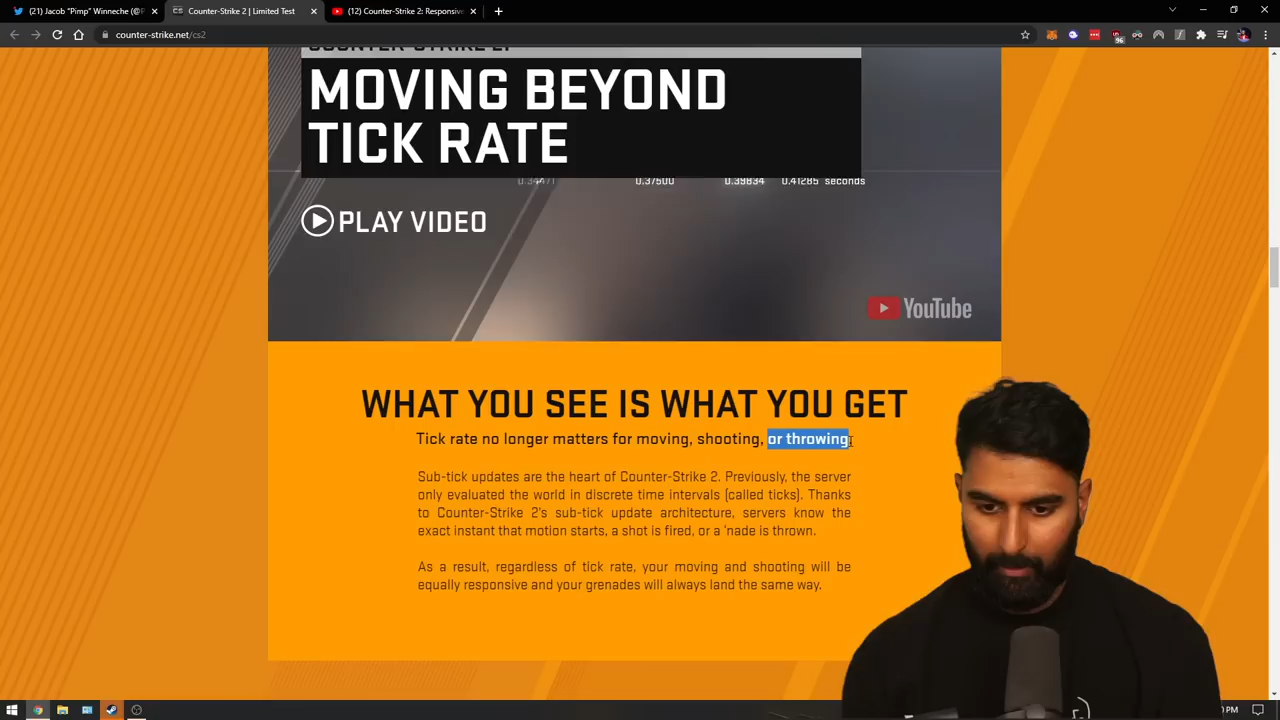 (21) Jacob "Pimp" Winneche (@P
Counter-Strike 2 | Limited Test
(12) Counter-Strike 2: Responsiv
counter-strike.net/cs2
COUNTER-STRIKE 2:
MOVING BEYOND
TICK RATE
0.34471 0.37500 0.39834 0.41285 seconds
PLAY VIDEO
YouTube
WHAT YOU SEE IS WHAT YOU GET
Tick rate no longer matters for moving, shooting, or throwing
Sub-tick updates are the heart of Counter-Strike 2. Previously, the server
only evaluated the world in discrete time intervals (called ticks). Thanks
to Counter-Strike 2's sub-tick update architecture, servers know the
exact instant that motion starts, a shot is fired, or a 'nade is thrown.
As a result, regardless of tick rate, your moving and shooting will be
equally responsive and your grenades will always land the same way.